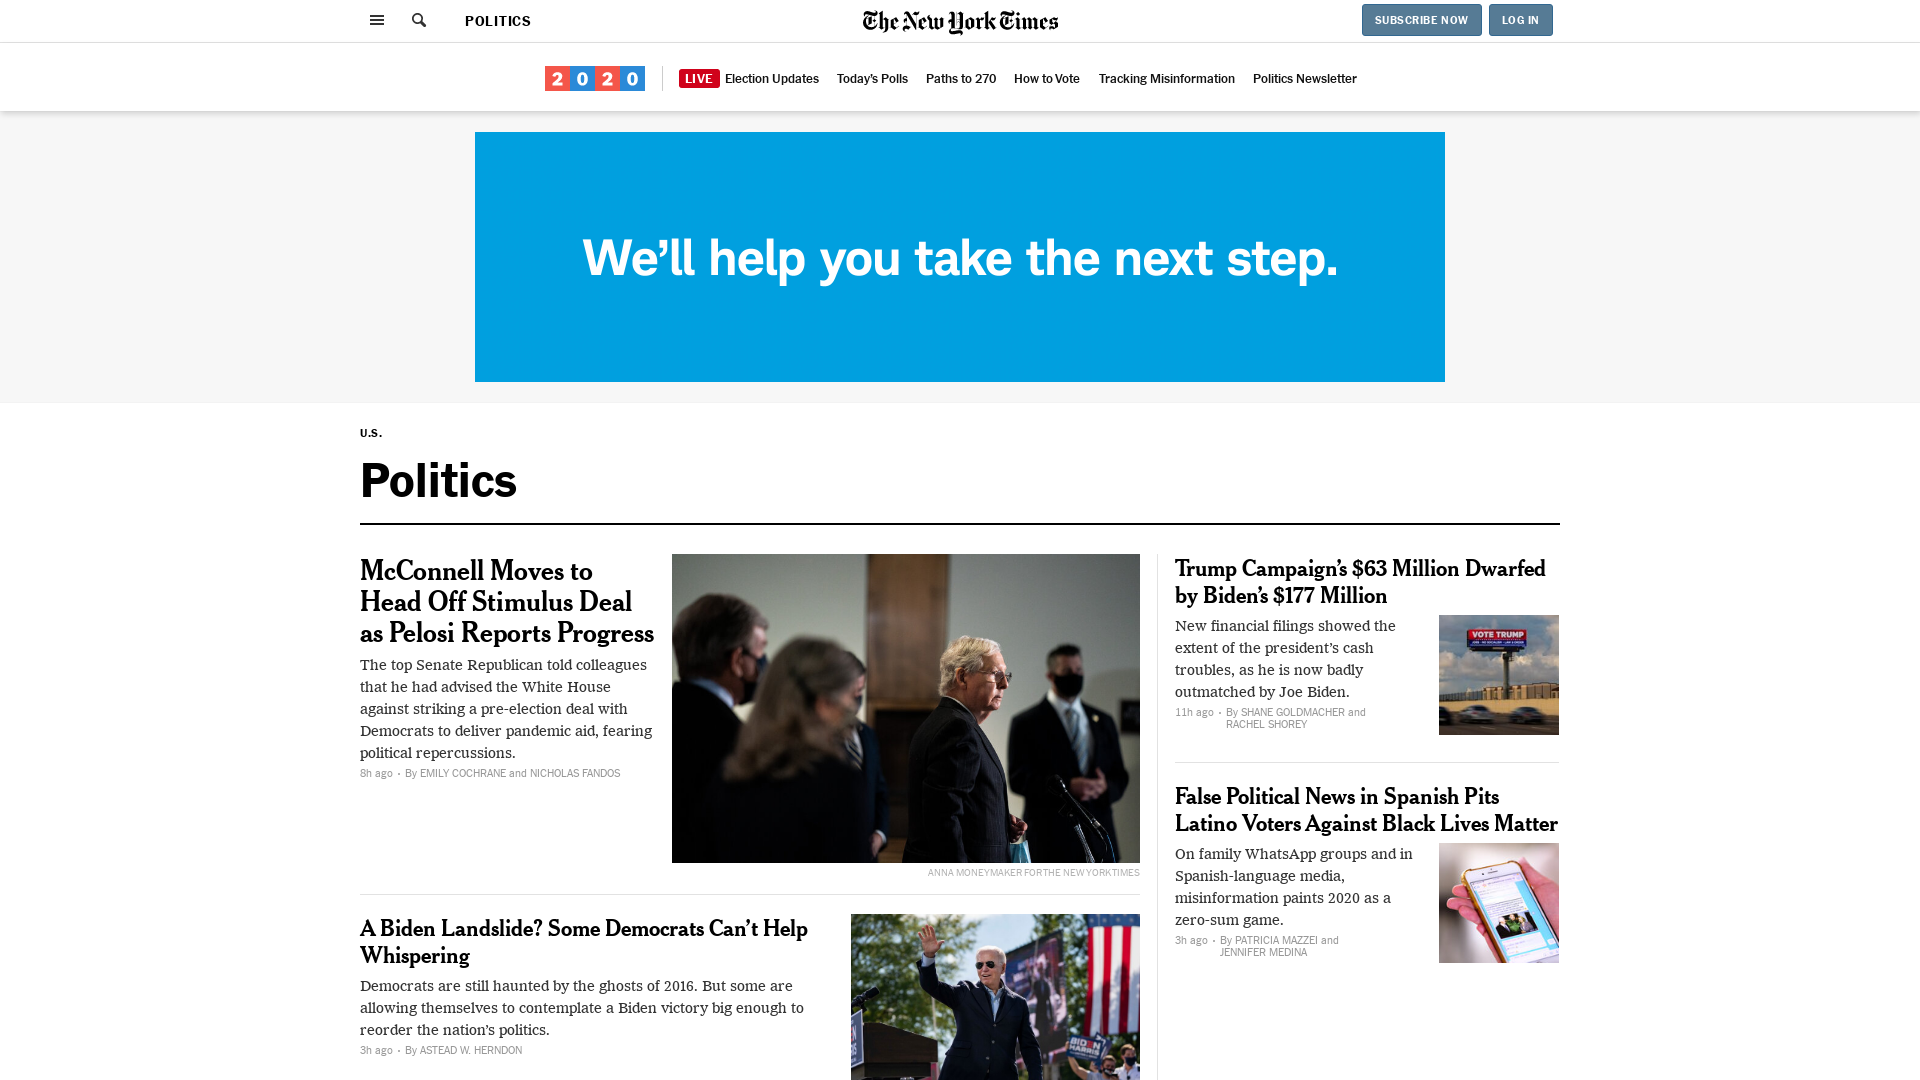 POLITICS
The New York Times
SUBSCRIBE NOW
LOG IN
2020
LIVE Election Updates
Today's Polls
Paths to 270
How to Vote
Tracking Misinformation
Politics Newsletter
We'll help you take the next step.
U.S.
Politics
McConnell Moves to
Head Off Stimulus Deal
as Pelosi Reports Progress
The top Senate Republican told colleagues
that he had advised the White House
against striking a pre-election deal with
Democrats to deliver pandemic aid, fearing
political repercussions.
8h ago • By EMILY COCHRANE and NICHOLAS FANDOS
ANNA MONEYMAKER FOR THE NEW YORK TIMES
A Biden Landslide? Some Democrats Can't Help
Whispering
Democrats are still haunted by the ghosts of 2016. But some are
allowing themselves to contemplate a Biden victory big enough to
reorder the nation's politics.
3h ago • By ASTEAD W. HERNDON
BIDEN
HARRIS
Trump Campaign's $63 Million Dwarfed
by Biden's $177 Million
New financial filings showed the
extent of the president's cash
troubles, as he is now badly
outmatched by Joe Biden.
11h ago • By SHANE GOLDMACHER and
RACHEL SHOREY
VOTE TRUMP
False Political News in Spanish Pits
Latino Voters Against Black Lives Matter
On family WhatsApp groups and in
Spanish-language media,
misinformation paints 2020 as a
zero-sum game.
3h ago • By PATRICIA MAZZEI and
JENNIFER MEDINA